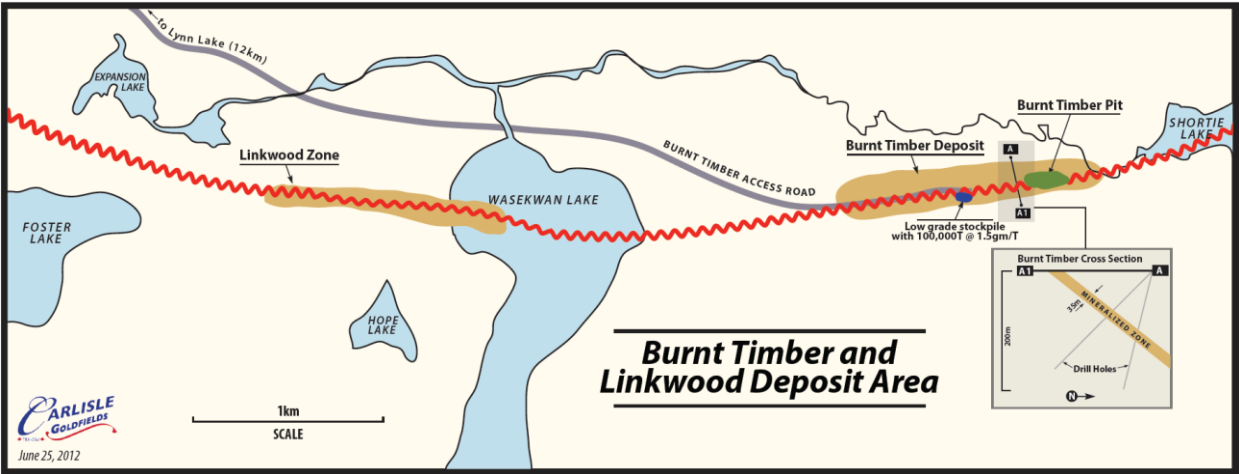 to Lynn Lake (12km)
EXPANSION
LAKE
Linkwood Zone
FOSTER
LAKE
WASEKWAN LAKE
HOPE
LAKE
BURNT TIMBER ACCESS ROAD
Burnt Timber Deposit
Burnt Timber Pit
SHORTIE
LAKE
A
A1
Low grade stockpile
with 100,000T @ 1.5gm/T
Burnt Timber Cross Section
A1
A
MINERALIZED ZONE
35m
200m
Drill Holes
N
Burnt Timber and
Linkwood Deposit Area
1km
SCALE
CARLISLE
GOLDFIELDS
June 25, 2012